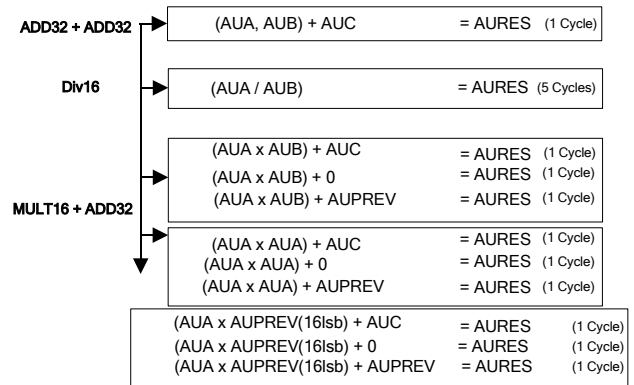 ADD32 + ADD32 (AUA, AUB) + AUC = AURES (1 Cycle)
Div16 (AUA / AUB) = AURES (5 Cycles)
(AUA x AUB) + AUC = AURES (1 Cycle)
(AUA x AUB) + 0 = AURES (1 Cycle)
(AUA x AUB) + AUPREV = AURES (1 Cycle)
MULT16 + ADD32
(AUA x AUA) + AUC = AURES (1 Cycle)
(AUA x AUA) + 0 = AURES (1 Cycle)
(AUA x AUA) + AUPREV = AURES (1 Cycle)
(AUA x AUPREV(16lsb) + AUC = AURES (1 Cycle)
(AUA x AUPREV(16lsb) + 0 = AURES (1 Cycle)
(AUA x AUPREV(16lsb) + AUPREV = AURES (1 Cycle)